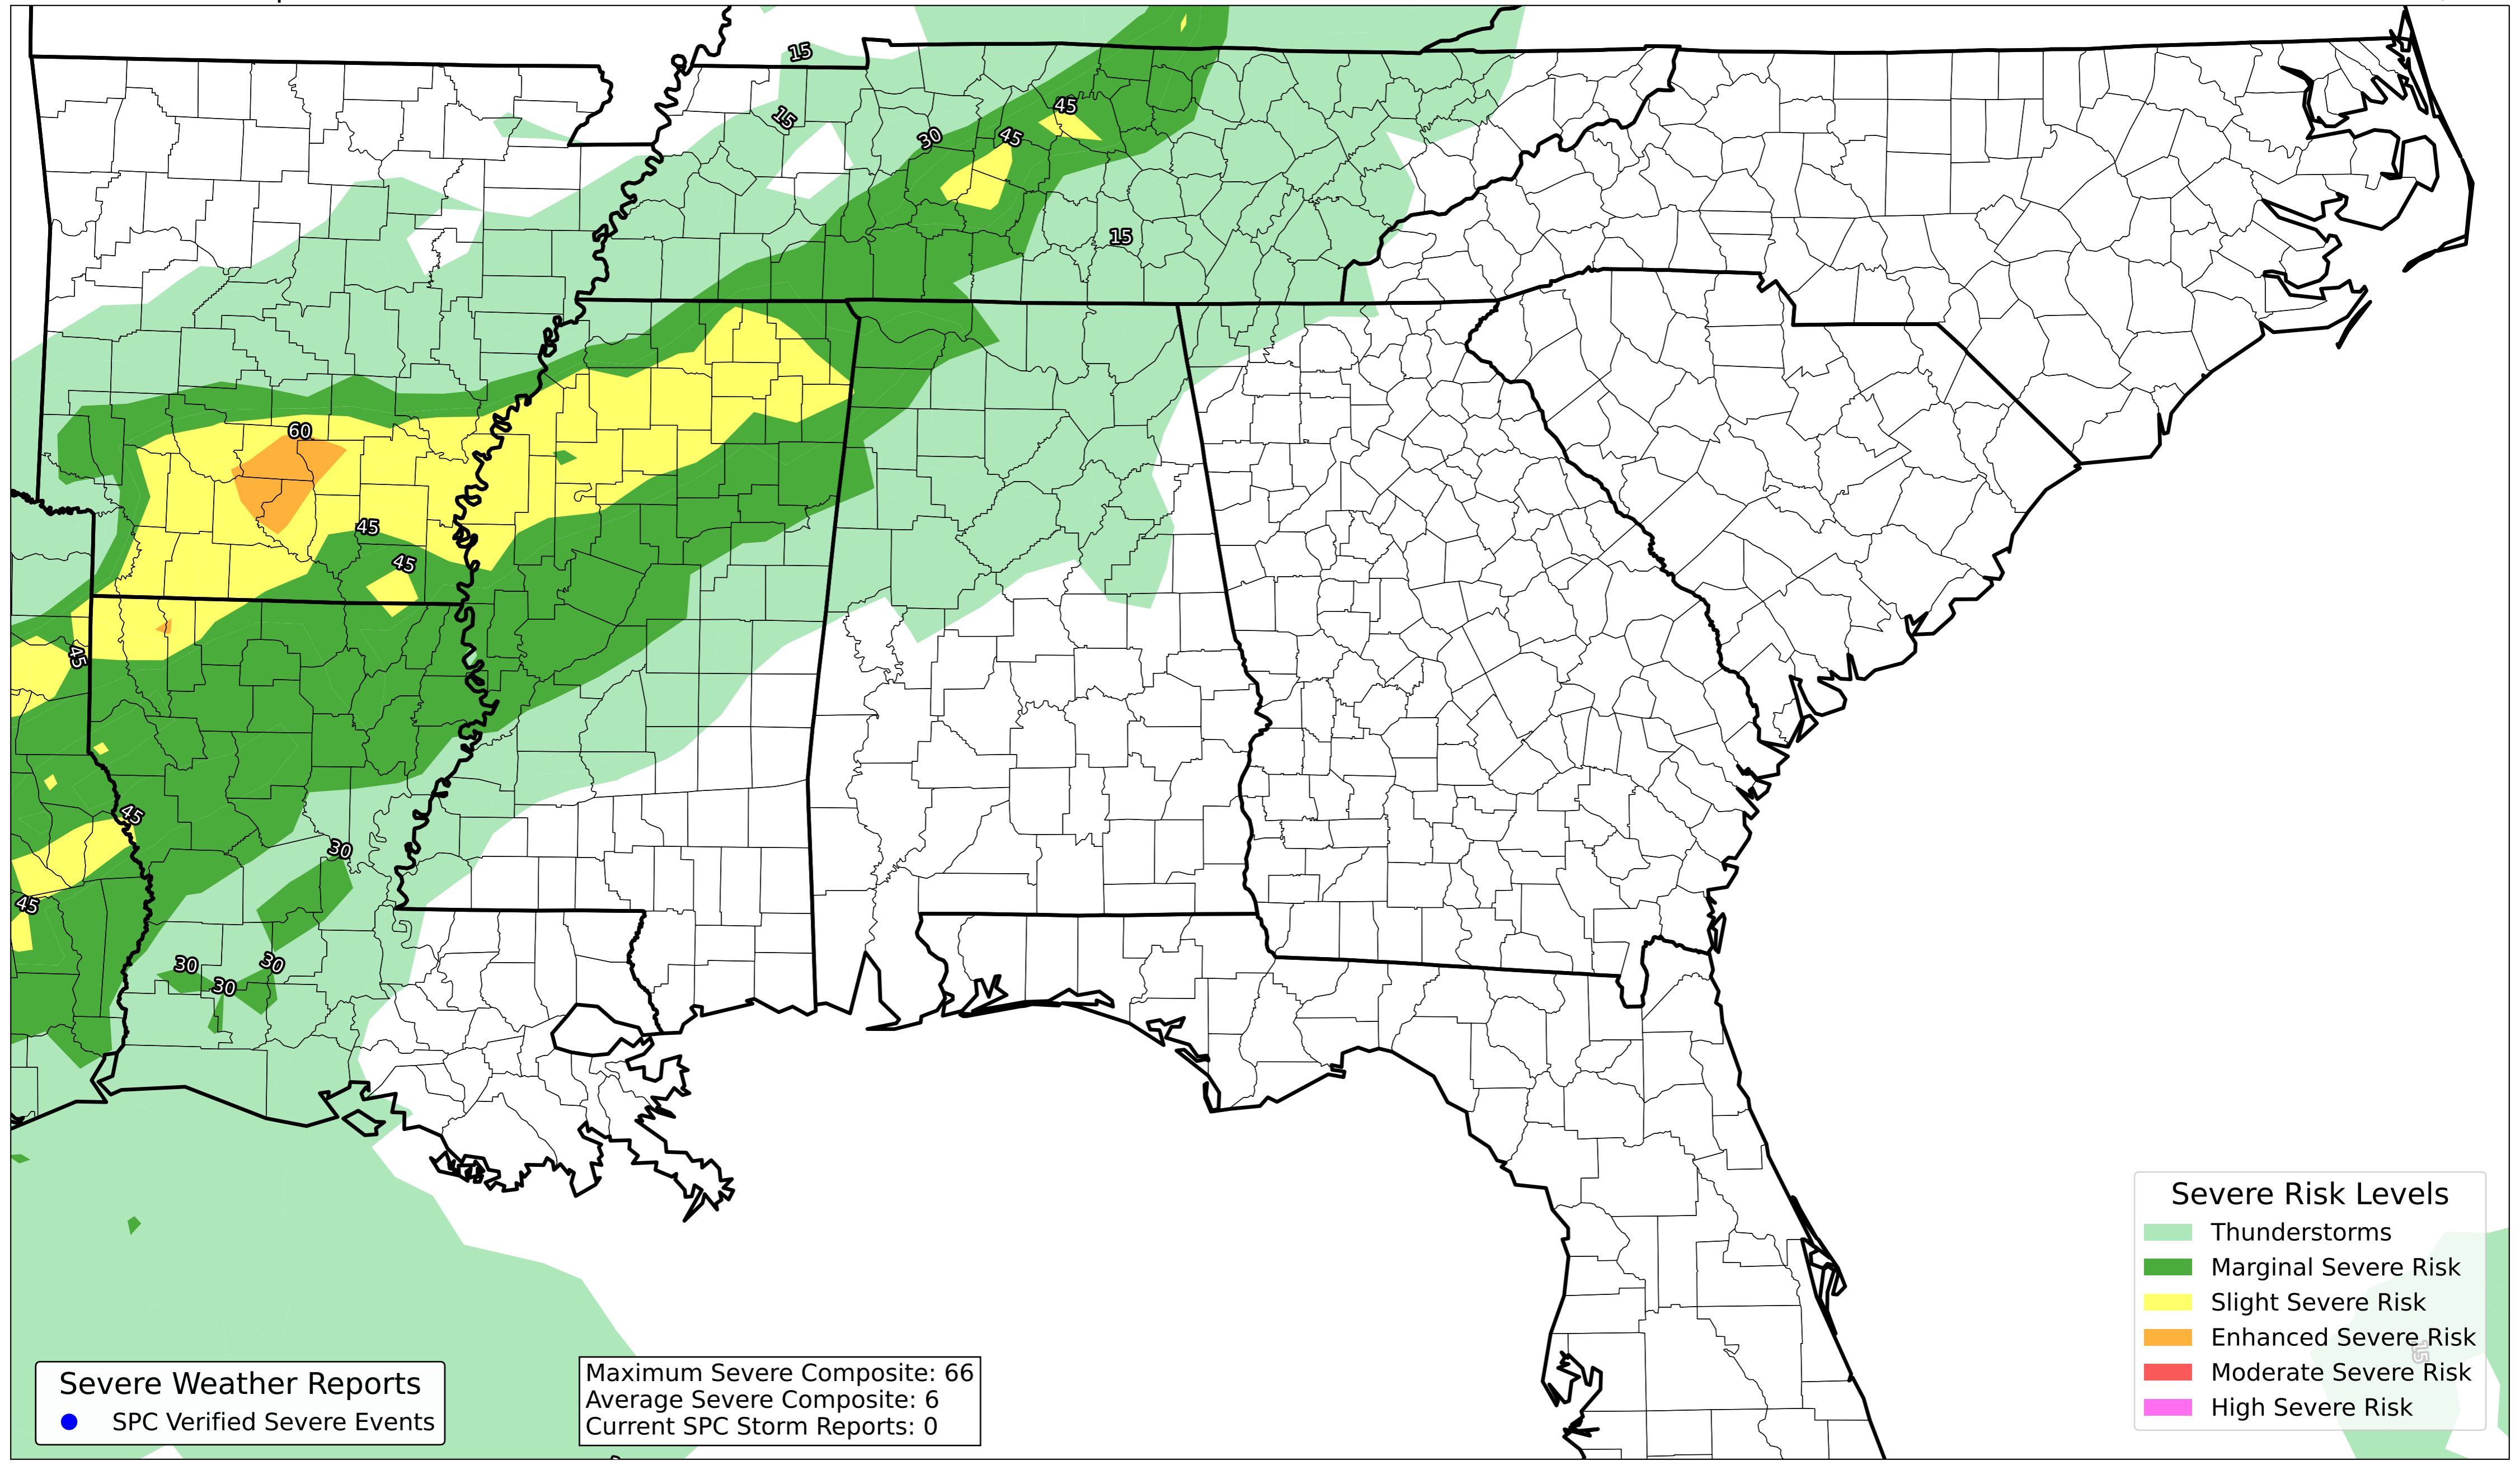 15
15
45
30
45
15
60
45
45
45
45
30
45
30
30
30
Severe Risk Levels
Thunderstorms
Marginal Severe Risk
Slight Severe Risk
Enhanced Severe Risk
Moderate Severe Risk
High Severe Risk
15
Severe Weather Reports
SPC Verified Severe Events
Maximum Severe Composite: 66
Average Severe Composite: 6
Current SPC Storm Reports: 0